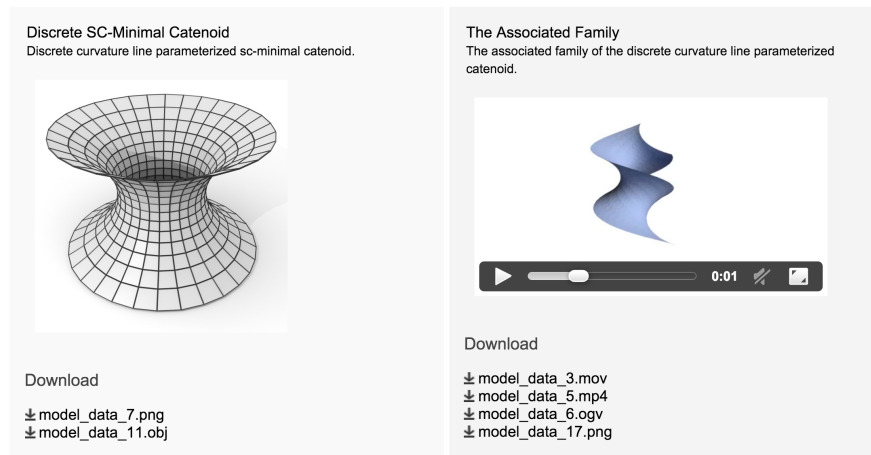 Discrete SC-Minimal Catenoid
Discrete curvature line parameterized sc-minimal catenoid.
Download
model_data_7.png
model_data_11.obj
The Associated Family
The associated family of the discrete curvature line parameterized
catenoid.
0:01
Download
model_data_3.mov
model_data_5.mp4
model_data_6.ogv
model_data_17.png